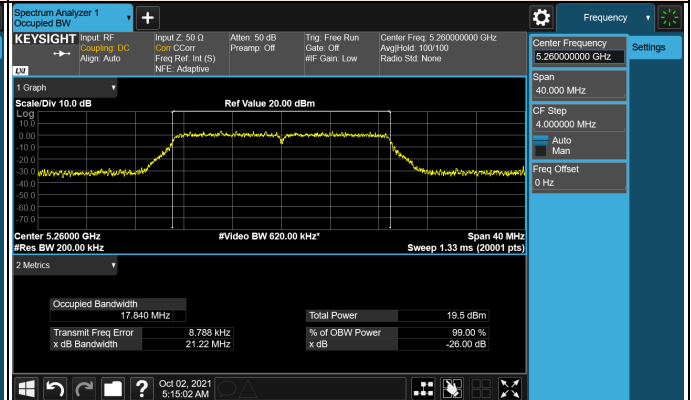 Spectrum Analyzer 1
Occupied BW
Frequency
KEYSIGHT
Input: RF
Coupling: DC
Align: Auto
Input Z: 50 Ω
Corr CCorr
Freq Ref: Int (S)
NFE: Adaptive
Atten: 50 dB
Preamp: Off
Trig: Free Run
Gate: Off
#IF Gain: Low
Center Freq: 5.260000000 GHz
Avg|Hold: 100/100
Radio Std: None
LXI
Center Frequency
5.260000000 GHz
Settings
Span
40.000 MHz
CF Step
4.000000 MHz
Auto
Man
Freq Offset
0 Hz
1 Graph
Scale/Div 10.0 dB
Ref Value 20.00 dBm
Log
10.0
0.00
-10.0
-20.0
-30.0
-40.0
-50.0
-60.0
-70.0
Center 5.26000 GHz
#Video BW 620.00 kHz*
Span 40 MHz
#Res BW 200.00 kHz
Sweep 1.33 ms (20001 pts)
2 Metrics
Occupied Bandwidth
17.840 MHz
Total Power 19.5 dBm
Transmit Freq Error 8.788 kHz
% of OBW Power 99.00 %
x dB Bandwidth 21.22 MHz
x dB -26.00 dB
?
Oct 02, 2021
5:15:02 AM